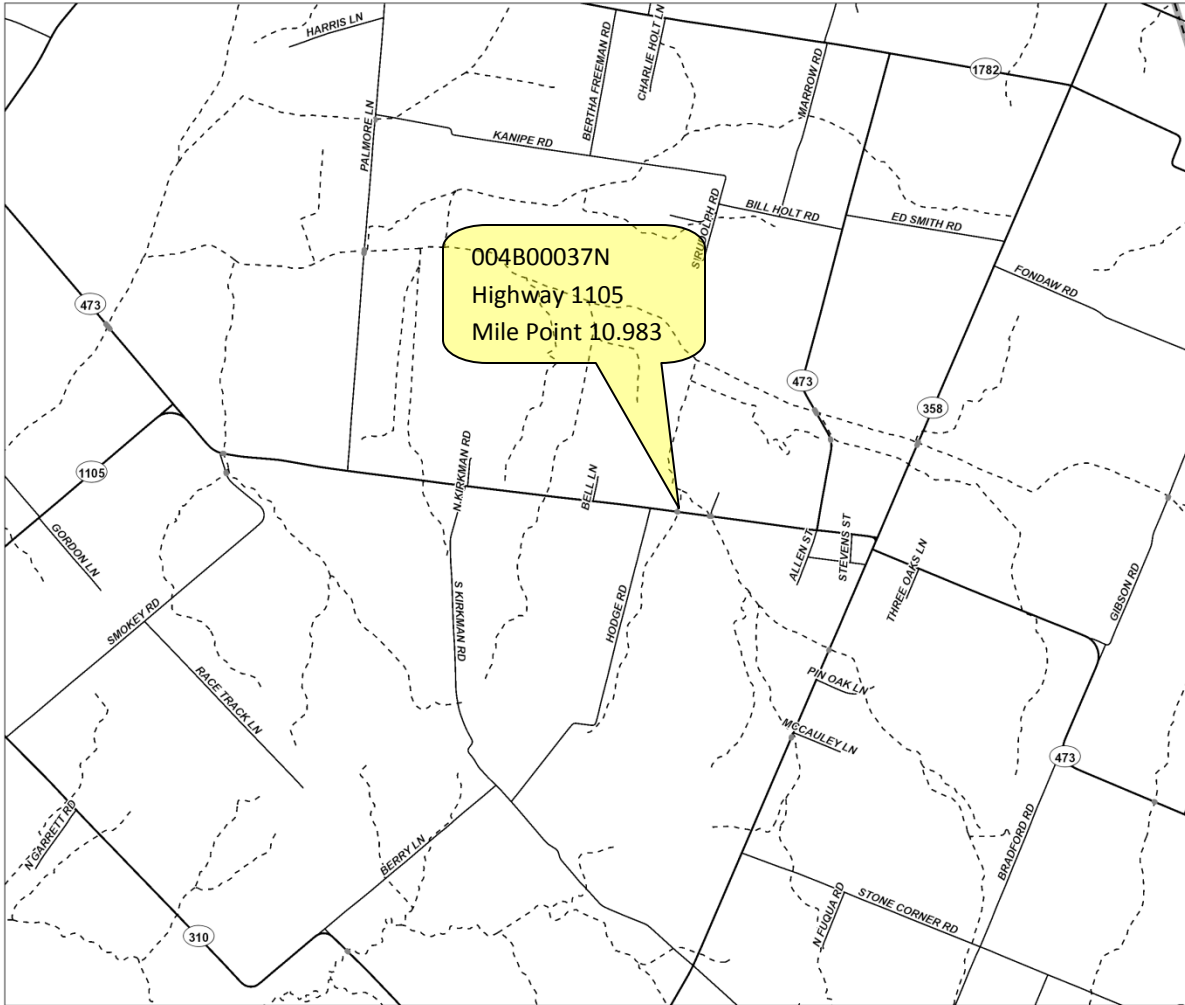 HARRIS LN
BERTHA FREEMAN RD
CHARLIE HOLT LN
MARROW RD
1782
PALMORE LN
KANIPE RD
S RUDOLPH RD
BILL HOLT RD
ED SMITH RD
004B00037N
Highway 1105
Mile Point 10.983
FONDAW RD
473
473
358
1105
N KIRKMAN RD
BELL LN
GORDON LN
ALLEN ST
STEVENS ST
THREE OAKS LN
GIBSON RD
SMOKEY RD
S KIRKMAN RD
HODGE RD
RACE TRACK LN
PIN OAK LN
MCCAULEY LN
473
N GARRETT RD
BERRY LN
BRADFORD RD
310
N FUQUA RD
STONE CORNER RD